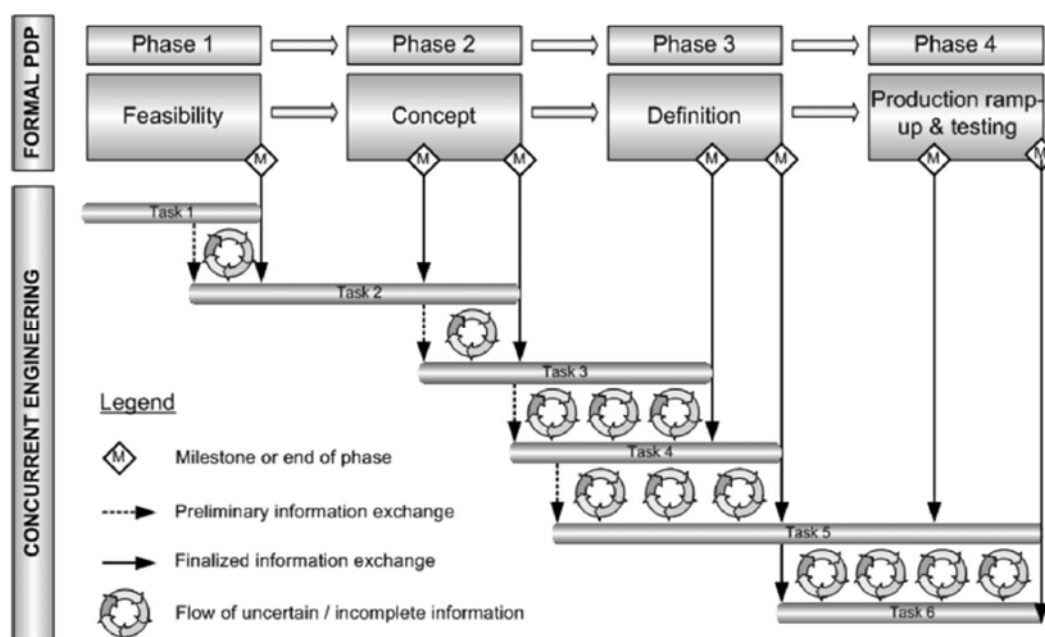 FORMAL PDP
Phase 1
Phase 2
Phase 3
Phase 4
Feasibility
Concept
Definition
Production ramp-
up & testing
M
M
M
M
M
M
M
CONCURRENT ENGINEERING
Task 1
Task 2
Task 3
Task 4
Task 5
Task 6
Legend
M
Milestone or end of phase
Preliminary information exchange
Finalized information exchange
Flow of uncertain / incomplete information